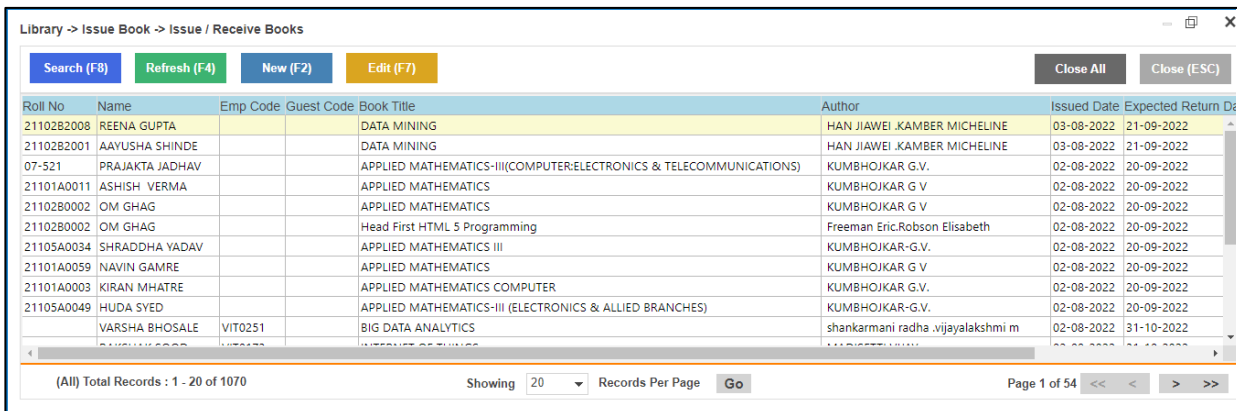 Library -> Issue Book -> Issue / Receive Books
Search (F8) Refresh (F4) New (F2) Edit (F7) Close All Close (ESC)
Roll No Name Emp Code Guest Code Book Title Author Issued Date Expected Return Da
21102B2008 REENA GUPTA DATA MINING HAN JIAWEI .KAMBER MICHELINE 03-08-2022 21-09-2022
21102B2001 AAYUSHA SHINDE DATA MINING HAN JIAWEI .KAMBER MICHELINE 03-08-2022 21-09-2022
07-521 PRAJAKTA JADHAV APPLIED MATHEMATICS-III(COMPUTER:ELECTRONICS & TELECOMMUNICATIONS) KUMBHOJKAR G.V. 02-08-2022 20-09-2022
21101A0011 ASHISH VERMA APPLIED MATHEMATICS KUMBHOJKAR G V 02-08-2022 20-09-2022
21102B0002 OM GHAG APPLIED MATHEMATICS KUMBHOJKAR G V 02-08-2022 20-09-2022
21102B0002 OM GHAG Head First HTML 5 Programming Freeman Eric.Robson Elisabeth 02-08-2022 20-09-2022
21105A0034 SHRADDHA YADAV APPLIED MATHEMATICS III KUMBHOJKAR-G.V. 02-08-2022 20-09-2022
21101A0059 NAVIN GAMRE APPLIED MATHEMATICS KUMBHOJKAR G V 02-08-2022 20-09-2022
21101A0003 KIRAN MHATRE APPLIED MATHEMATICS COMPUTER KUMBHOJKAR G.V. 02-08-2022 20-09-2022
21105A0049 HUDA SYED APPLIED MATHEMATICS-III (ELECTRONICS & ALLIED BRANCHES) KUMBHOJKAR-G.V. 02-08-2022 20-09-2022
VARSHA BHOSALE VIT0251 BIG DATA ANALYTICS shankarmani radha .vijayalakshmi m 02-08-2022 31-10-2022
(All) Total Records : 1 - 20 of 1070 Showing 20 Records Per Page Go Page 1 of 54 << < > >>